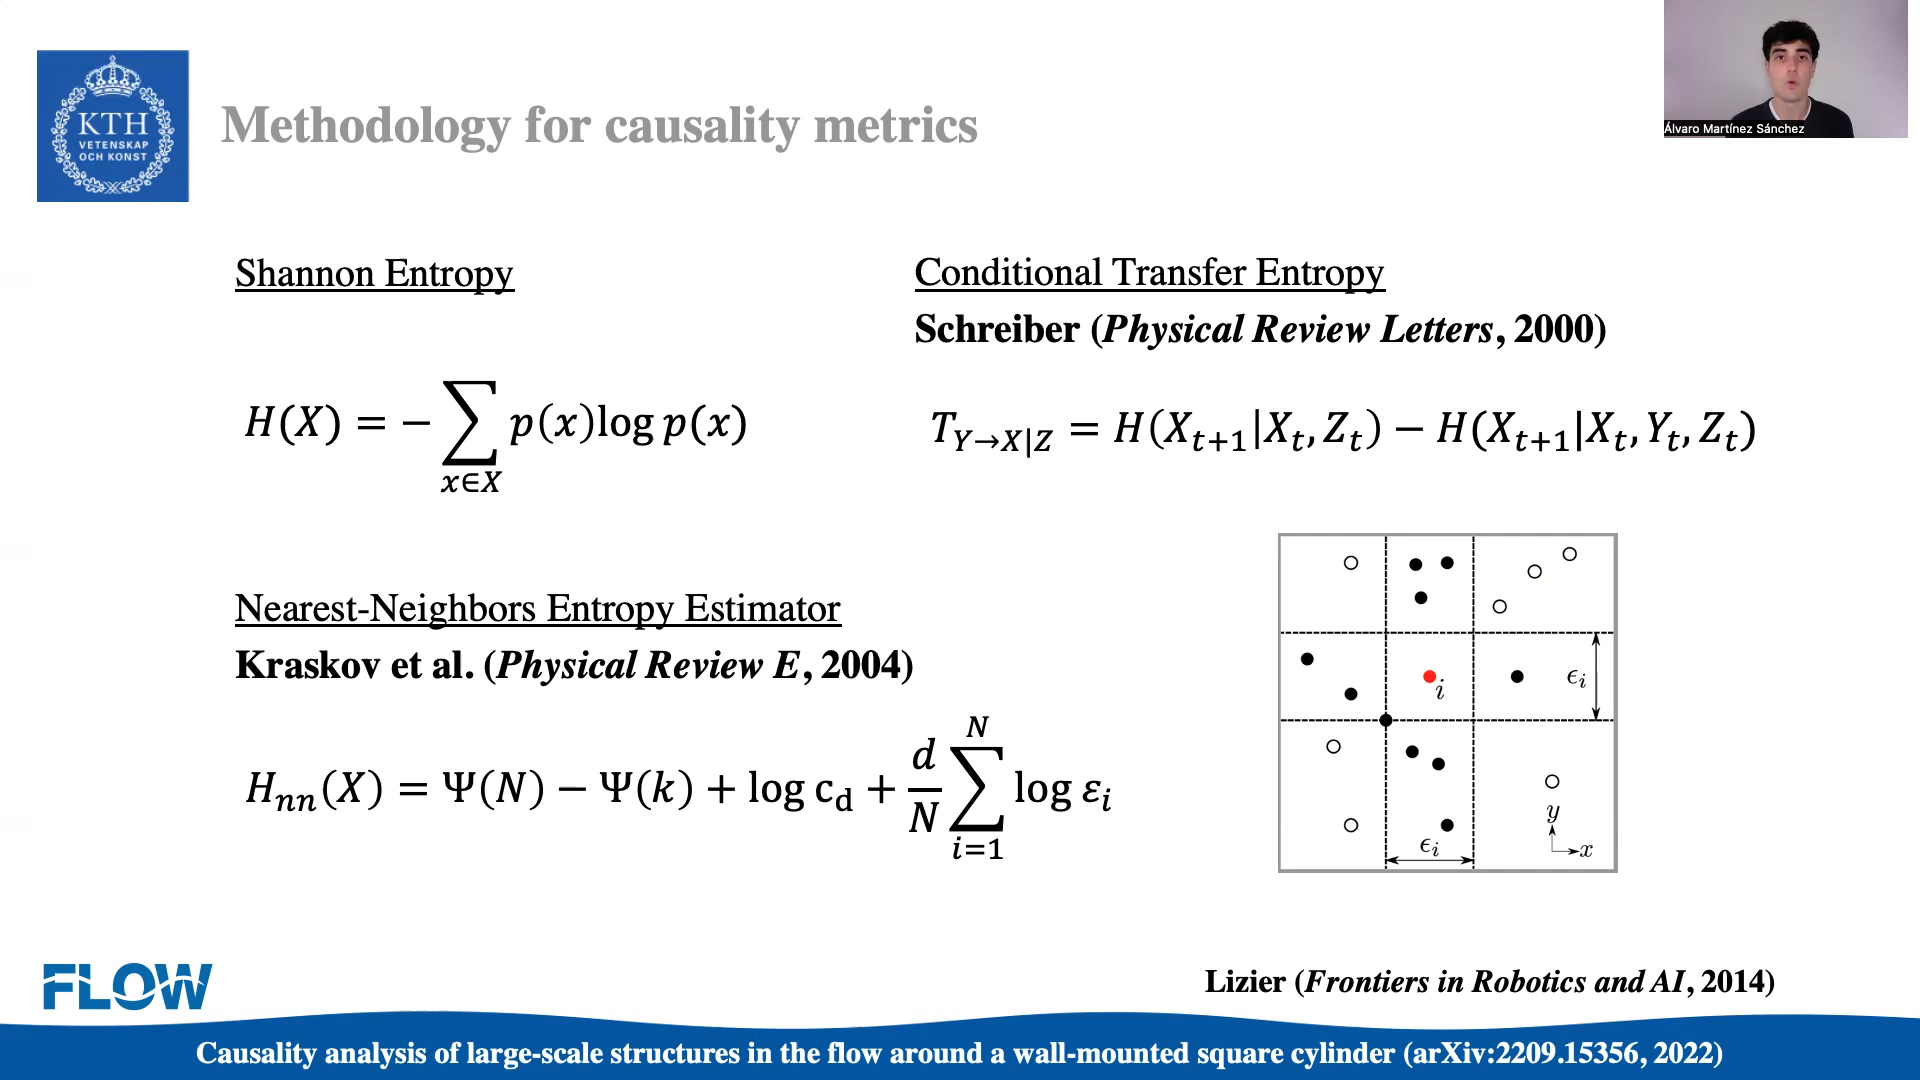 KTH
VETENSKAP
OCH KONST
Methodology for causality metrics
Álvaro Martínez Sánchez
Shannon Entropy
H(X) = − ∑_{x∈X} p(x) log p(x)
Conditional Transfer Entropy
Schreiber (Physical Review Letters, 2000)
T_{Y→X|Z} = H(X_{t+1}|X_t, Z_t) − H(X_{t+1}|X_t, Y_t, Z_t)
Nearest-Neighbors Entropy Estimator
Kraskov et al. (Physical Review E, 2004)
H_{nn}(X) = Ψ(N) − Ψ(k) + log c_d + d/N ∑_{i=1}^{N} log ε_i
i
ϵ_i
ϵ_i
y
x
Lizier (Frontiers in Robotics and AI, 2014)
FLOW
Causality analysis of large-scale structures in the flow around a wall-mounted square cylinder (arXiv:2209.15356, 2022)